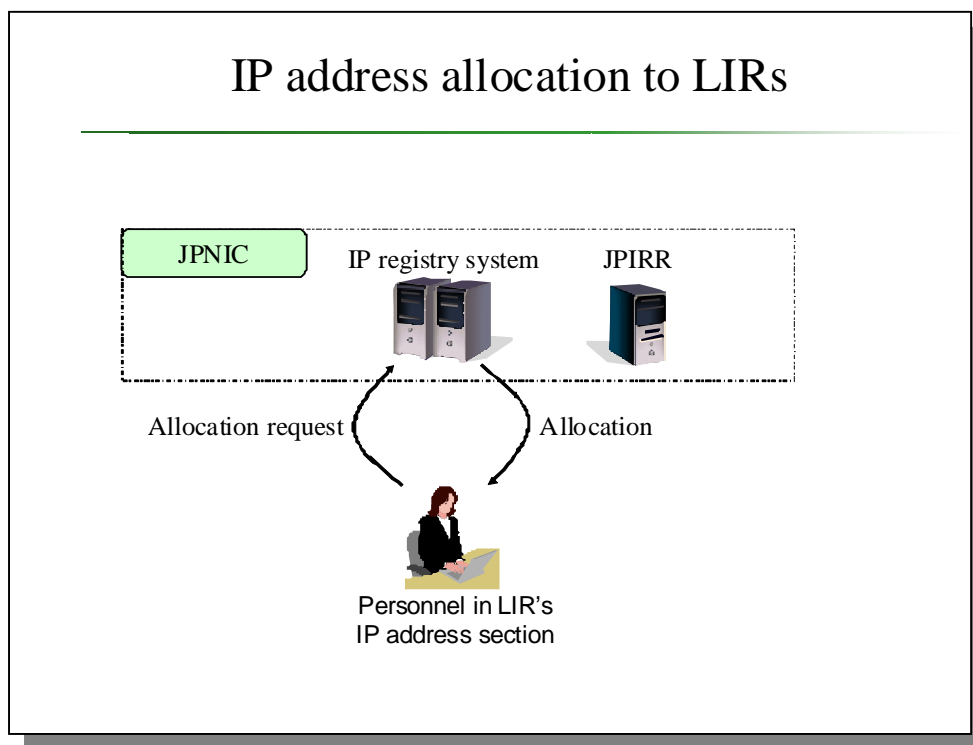 IP address allocation to LIRs
JPNIC
IP registry system
JPIRR
Allocation request
Allocation
Personnel in LIR's
IP address section